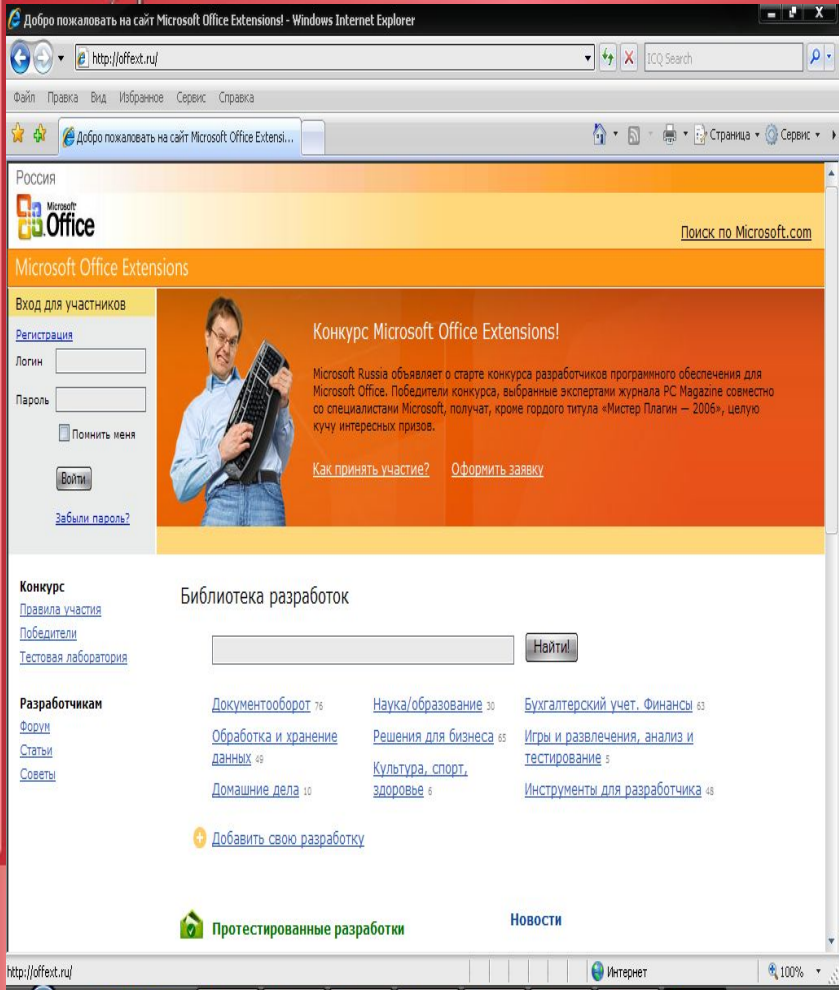 Добро пожаловать на сайт Microsoft Office Extensions! - Windows Internet Explorer
http://offext.ru/
ICQ Search
Файл Правка Вид Избранное Сервис Справка
Добро пожаловать на сайт Microsoft Office Extensi...
Страница
Сервис
Россия
Microsoft
Office
Поиск по Microsoft.com
Microsoft Office Extensions
Вход для участников
Регистрация
Логин
Пароль
Помнить меня
Войти
Забыли пароль?
Конкурс Microsoft Office Extensions!
Microsoft Russia объявляет о старте конкурса разработчиков программного обеспечения для
Microsoft Office. Победители конкурса, выбранные экспертами журнала PC Magazine совместно
со специалистами Microsoft, получат, кроме гордого титула «Мистер Плагин — 2006», целую
кучу интересных призов.
Как принять участие? Оформить заявку
Конкурс
Правила участия
Победители
Тестовая лаборатория
Разработчикам
Форум
Статьи
Советы
Библиотека разработок
Найти!
Документооборот 76
Обработка и хранение
данных 49
Домашние дела 10
Наука/образование 30
Решения для бизнеса 65
Культура, спорт,
здоровье 6
Бухгалтерский учет. Финансы 63
Игры и развлечения, анализ и
тестирование 5
Инструменты для разработчика 48
Добавить свою разработку
Протестированные разработки
Новости
http://offext.ru/
Интернет
100%